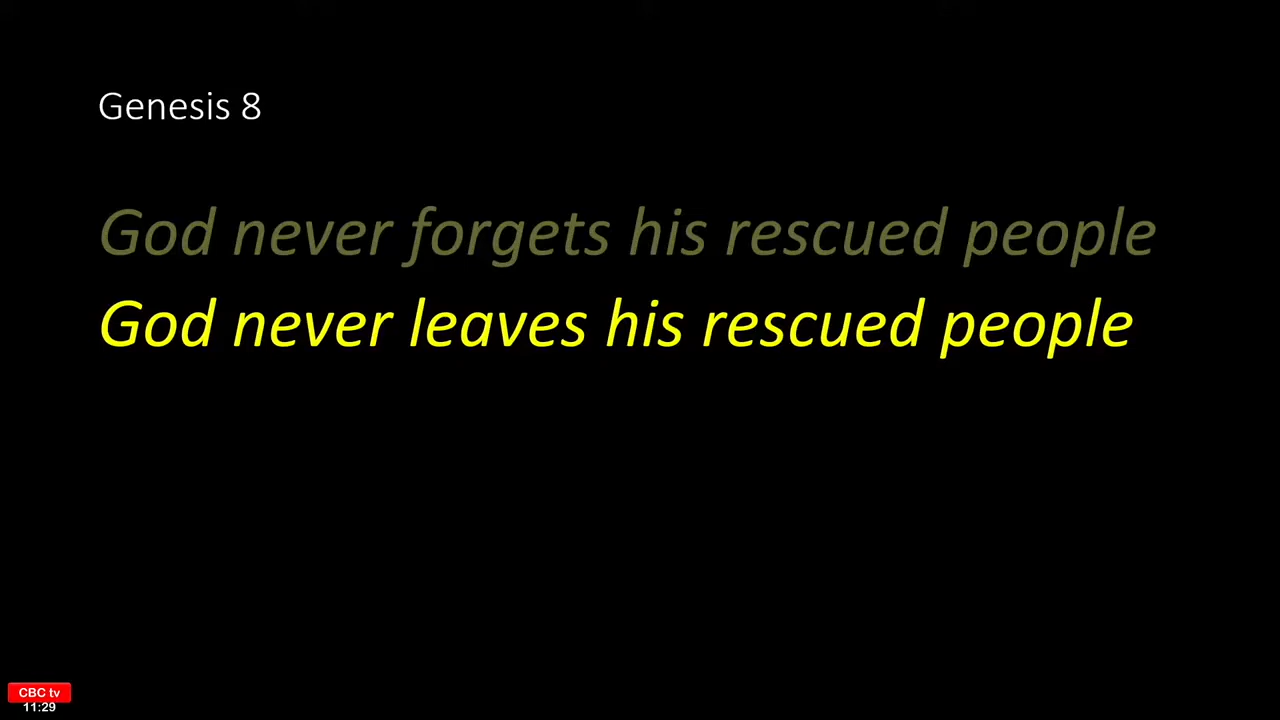 Genesis 8
God never forgets his rescued people
God never leaves his rescued people
CBC tv
11:29